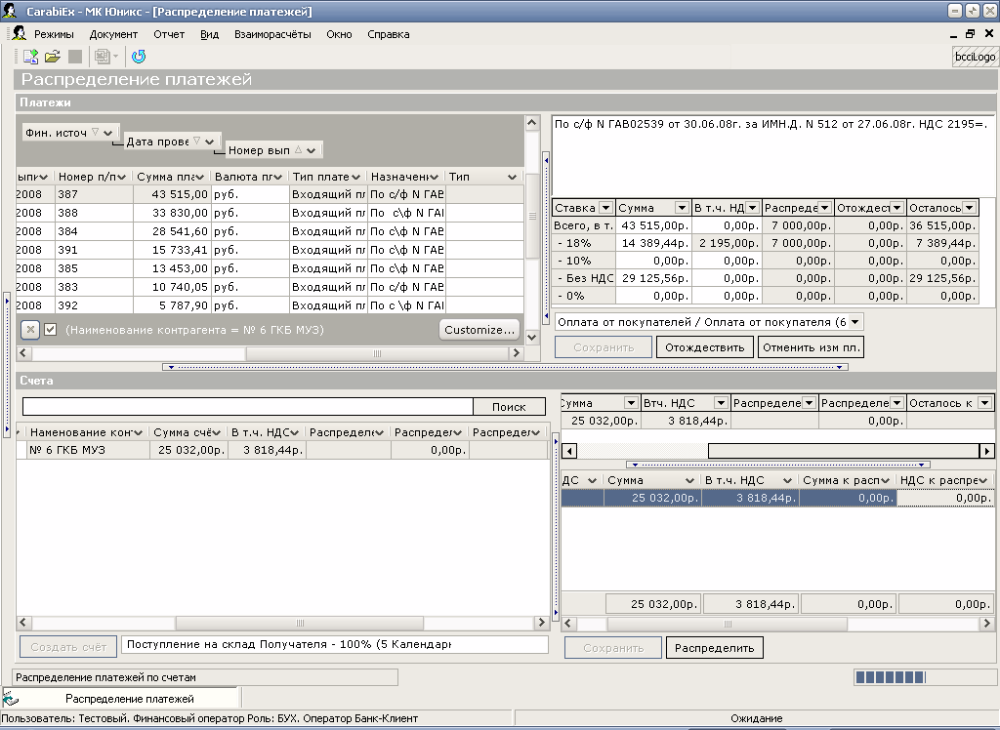 CarabiEx - МК Юникс - [Распределение платежей]
Режимы Документ Отчет Вид Взаиморасчёты Окно Справка
bcciLogo
Распределение платежей
Платежи
Фин. источ
Дата прове
Номер вып
ыпи Номер п/п Сумма пла Валюта пл Тип плате Назначени Тип
2008 387 43 515,00 руб. Входящий пл По с/ф N ГАВ
2008 388 33 830,00 руб. Входящий пл По с\ф N ГАІ
2008 384 28 541,60 руб. Входящий пл По с\ф N ГАВ
2008 391 15 733,41 руб. Входящий пл По с\ф N ГАВ
2008 385 13 453,00 руб. Входящий пл По с\ф N ГАВ
2008 383 10 740,05 руб. Входящий пл По с/ф N ГАВ
2008 392 5 787,90 руб. Входящий пл По с \ф N ГАВ
(Наименование контрагента = № 6 ГКБ МУЗ) Customize...
По с/ф N ГАВ02539 от 30.06.08г. за ИМН.Д. N 512 от 27.06.08г. НДС 2195=.
Ставка Сумма В т.ч. НД Распреде Отождест Осталось
Всего, в т. 43 515,00р. 0,00р. 7 000,00р. 0,00р. 36 515,00р.
- 18% 14 389,44р. 2 195,00р. 7 000,00р. 0,00р. 7 389,44р.
- 10% 0,00р. 0,00р. 0,00р. 0,00р. 0,00р.
- Без НДС 29 125,56р. 0,00р. 0,00р. 0,00р. 29 125,56р.
- 0% 0,00р. 0,00р. 0,00р. 0,00р. 0,00р.
Оплата от покупателей / Оплата от покупателя (6
Сохранить Отождествить Отменить изм пл.
Счета
Поиск
Наменование кон Сумма счё В т.ч. НДС Распределе Распредел Распредел
№ 6 ГКБ МУЗ 25 032,00р. 3 818,44р. 0,00р.
Сумма Втч. НДС Распределе Распределе Осталось к
25 032,00р. 3 818,44р. 0,00р.
ДС Сумма В т.ч. НДС Сумма к расп НДС к распре
25 032,00р. 3 818,44р. 0,00р. 0,00р.
25 032,00р. 3 818,44р. 0,00р. 0,00р.
Создать счёт Поступление на склад Получателя - 100% (5 Календарн
Сохранить Распределить
Распределение платежей по счетам
Распределение платежей
Пользователь: Тестовый. Финансовый оператор Роль: БУХ. Оператор Банк-Клиент Ожидание